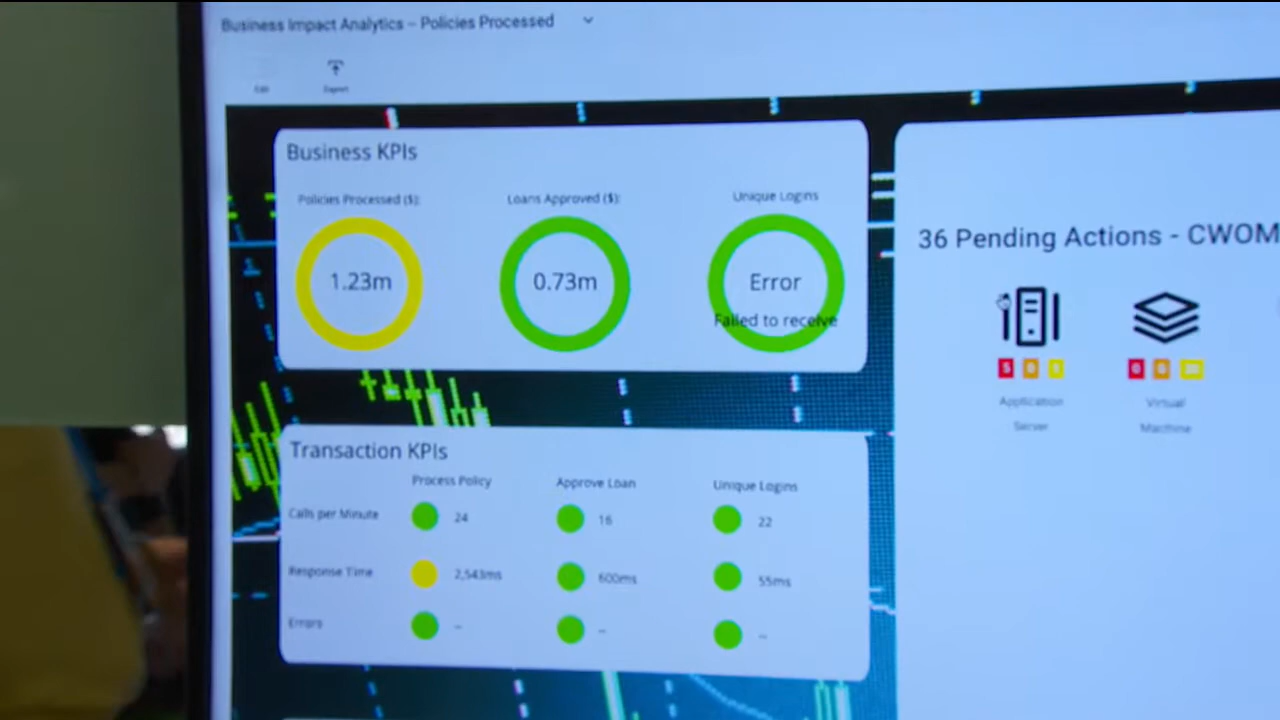 Business Impact Analytics – Policies Processed
Edit
Export
Business KPIs
Policies Processed ($):
Loans Approved ($):
Unique Logins
1.23m
0.73m
Error
Failed to receive
36 Pending Actions - CWOM
5
0
Application
Server
Virtual
Machine
Transaction KPIs
Process Policy
Approve Loan
Unique Logins
Calls per Minute
24
16
22
Response Time
2,543ms
600ms
55ms
Errors
–
–
–